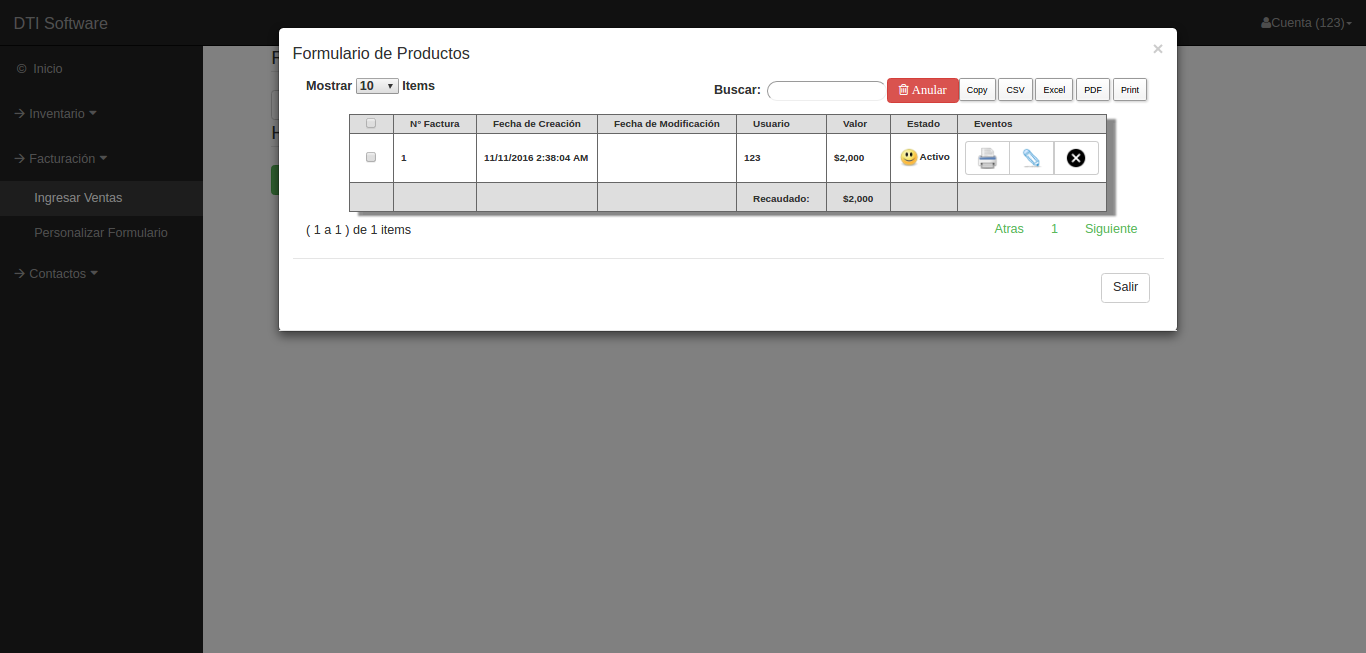 DTI Software
Cuenta (123)
© Inicio
Inventario
Facturación
Ingresar Ventas
Personalizar Formulario
Contactos
Formulario de Productos
×
Mostrar 10 Items
Buscar: Anular Copy CSV Excel PDF Print
N° Factura Fecha de Creación Fecha de Modificación Usuario Valor Estado Eventos
1 11/11/2016 2:38:04 AM 123 $2,000 Activo
Recaudado: $2,000
( 1 a 1 ) de 1 items
Atras 1 Siguiente
Salir